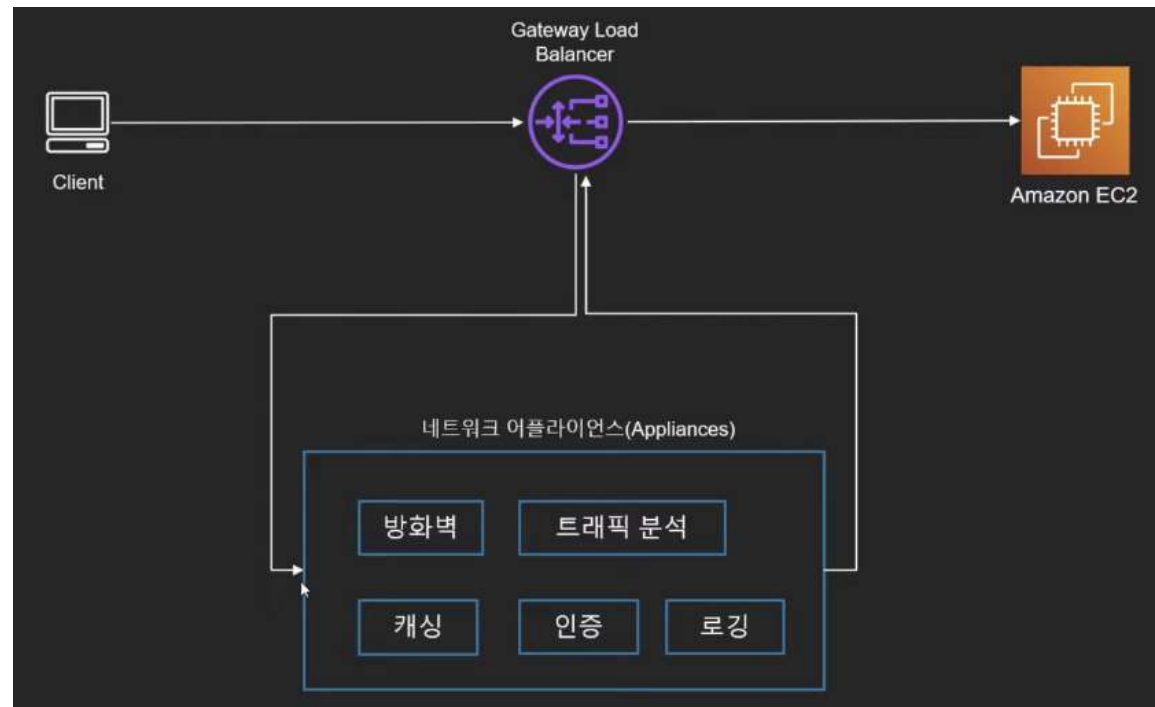 Gateway Load
Balancer
Client
Amazon EC2
네트워크 어플라이언스(Appliances)
방화벽
트래픽 분석
캐싱
인증
로깅